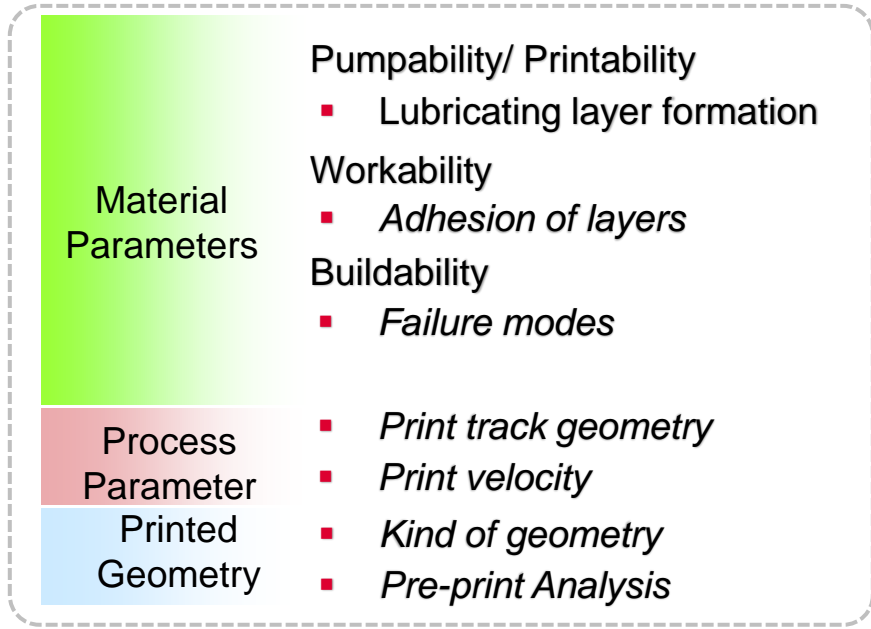 Material
Parameters
Pumpability/ Printability
▪ Lubricating layer formation
Workability
▪ Adhesion of layers
Buildability
▪ Failure modes
Process
Parameter
▪ Print track geometry
▪ Print velocity
Printed
Geometry
▪ Kind of geometry
▪ Pre-print Analysis